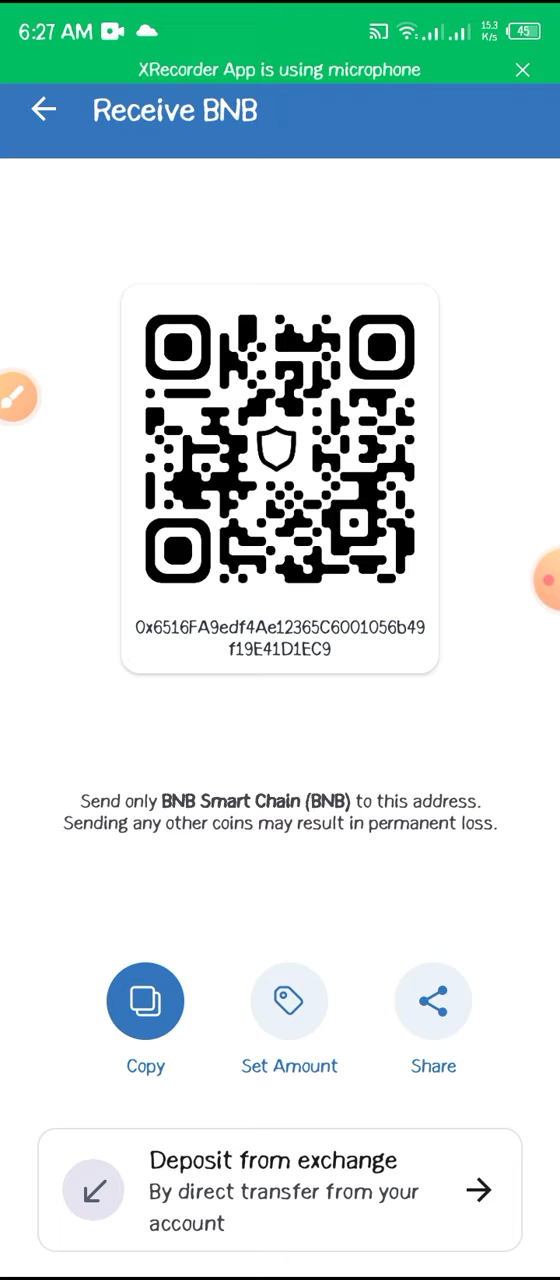 6:27 AM
15.3
K/s
45
XRecorder App is using microphone
Receive BNB
0x6516FA9edf4Ae12365C6001056b49
f19E41D1EC9
Send only BNB Smart Chain (BNB) to this address.
Sending any other coins may result in permanent loss.
Copy
Set Amount
Share
Deposit from exchange
By direct transfer from your
account